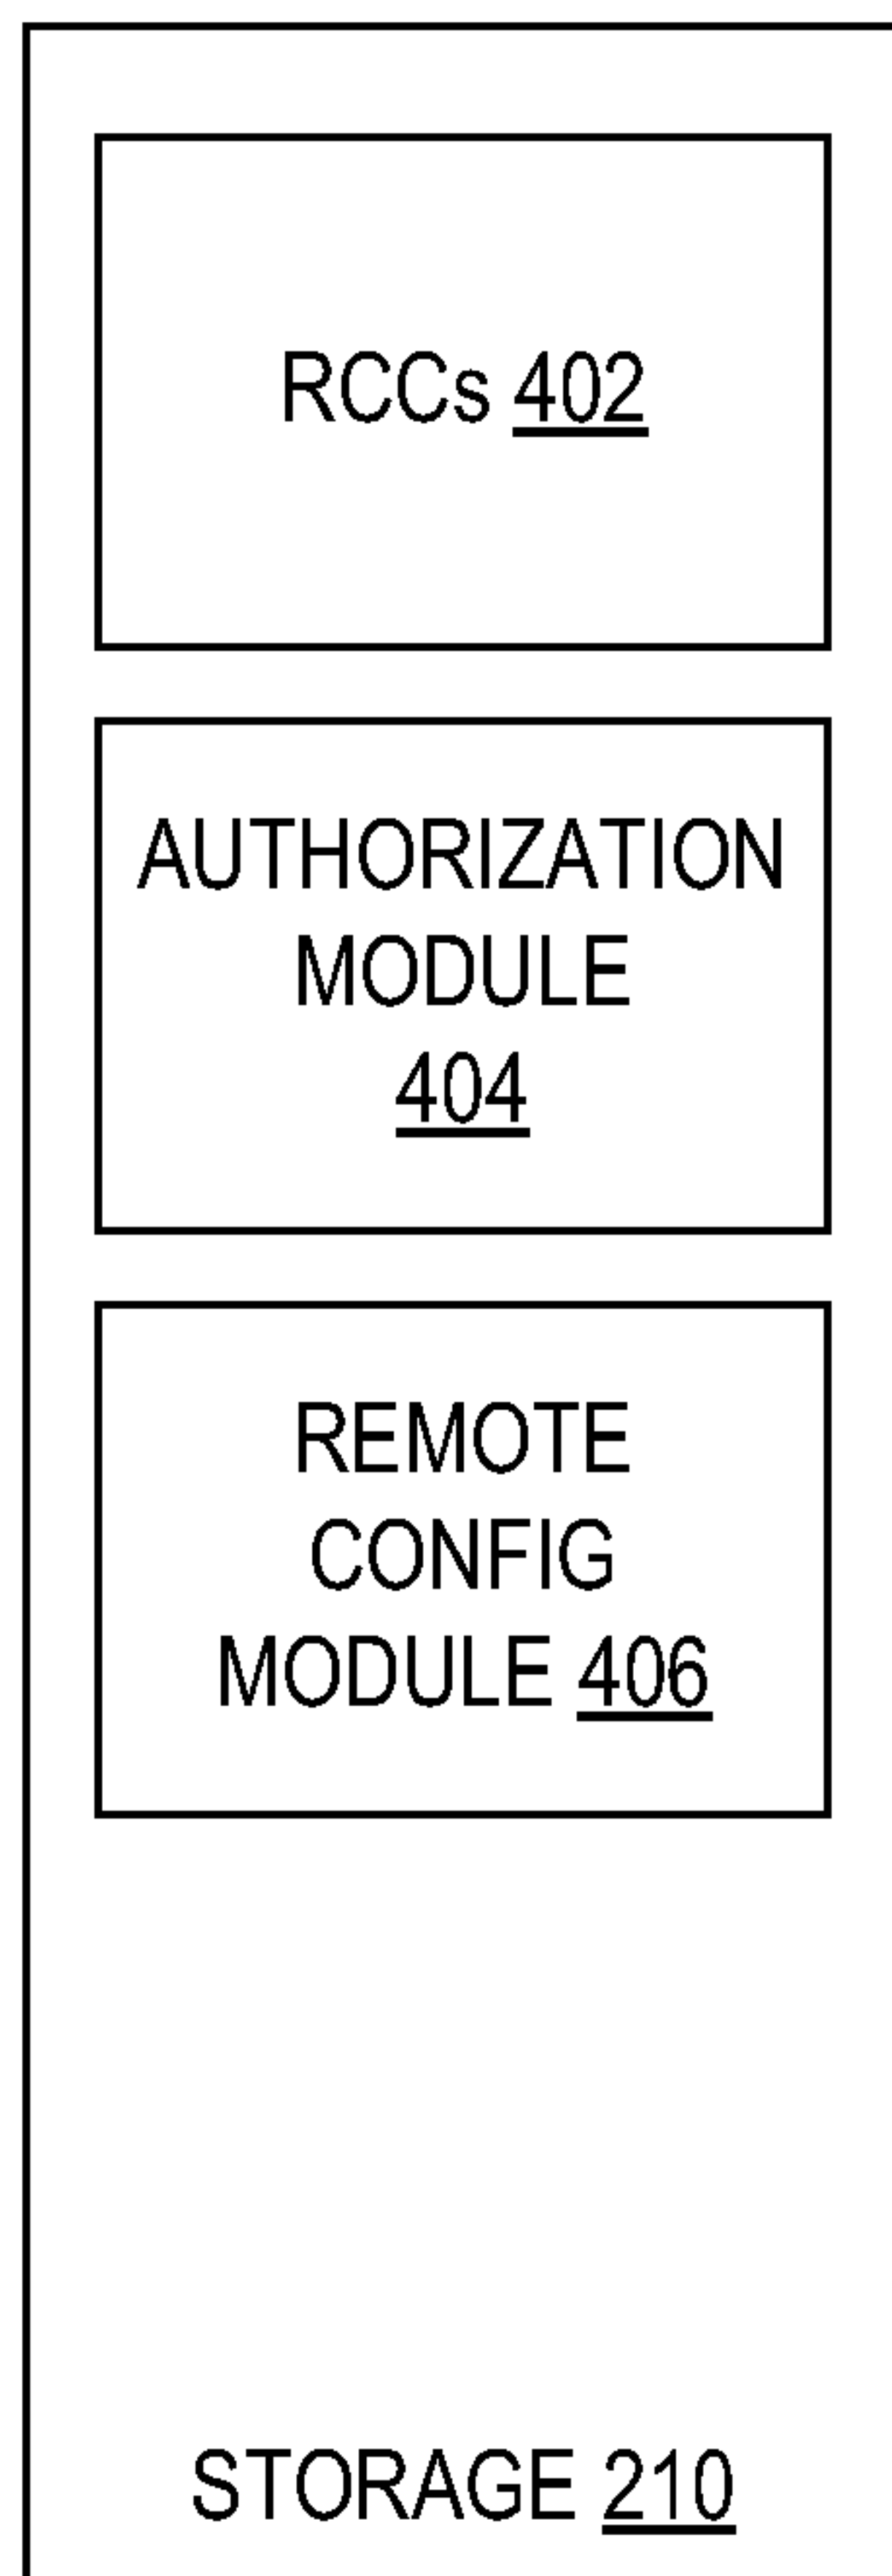 RCCs 402
AUTHORIZATION
MODULE
404
REMOTE
CONFIG
MODULE 406
STORAGE 210